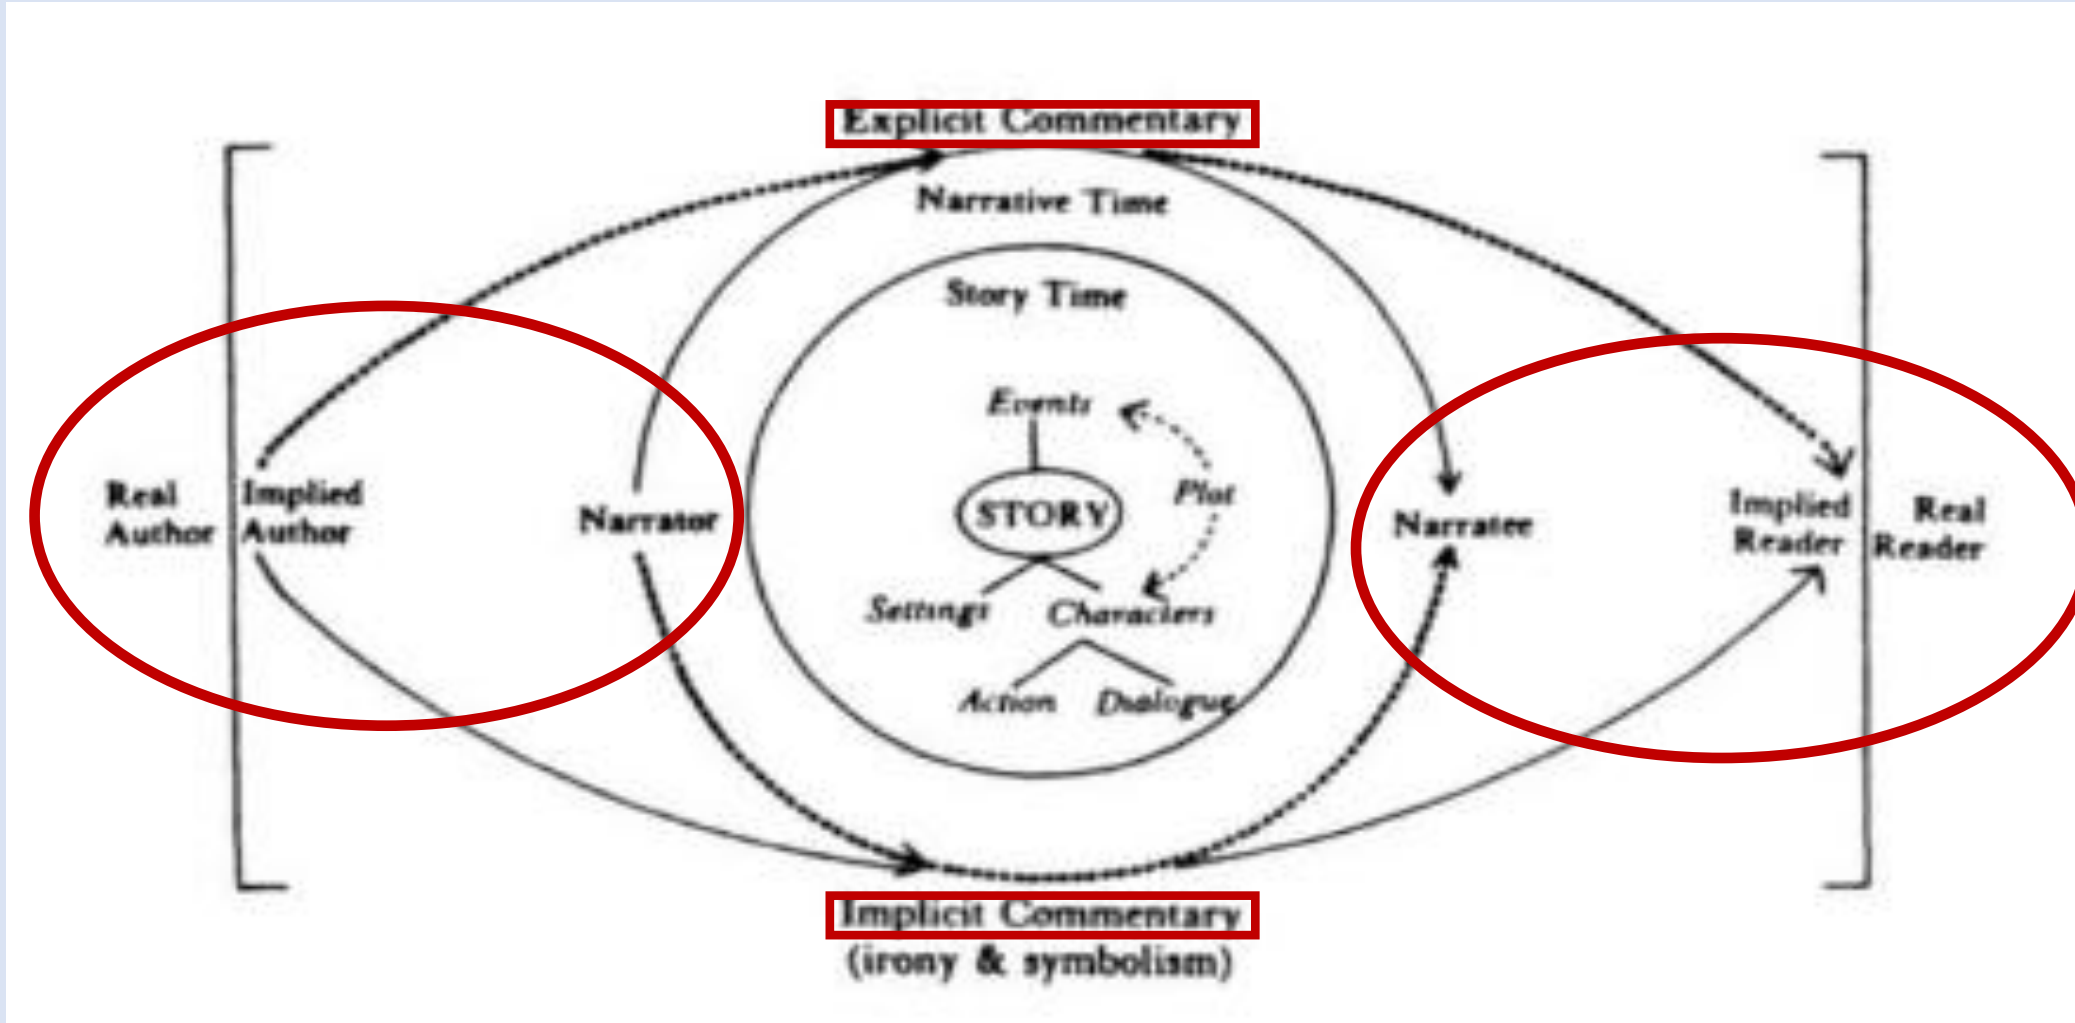 Explicit Commentary
Narrative Time
Story Time
Events
Plot
Real
Author
Implied
Author
Narrator
STORY
Narratee
Implied
Reader
Real
Reader
Settings
Characters
Action
Dialogue
Implicit Commentary
(irony & symbolism)